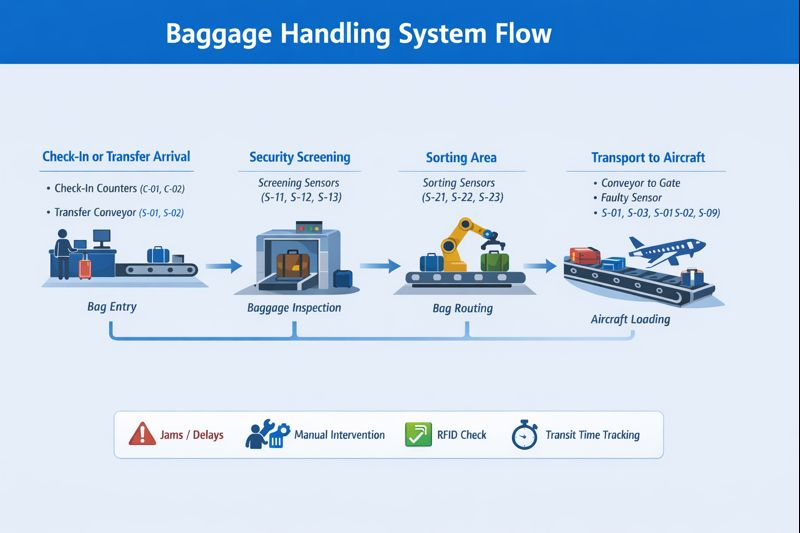 Baggage Handling System Flow
Check-In or Transfer Arrival
• Check-In Counters (C-01, C-02)
• Transfer Conveyor (S-01, S-02)
Bag Entry
Security Screening
Screening Sensors
(S-11, S-12, S-13)
Baggage Inspection
Sorting Area
Sorting Sensors
(S-21, S-22, S-23)
Bag Routing
Transport to Aircraft
• Conveyor to Gate
• Faulty Sensor
• S-01, S-03, S-01 S-02, S-09)
Aircraft Loading
Jams / Delays
Manual Intervention
RFID Check
Transit Time Tracking